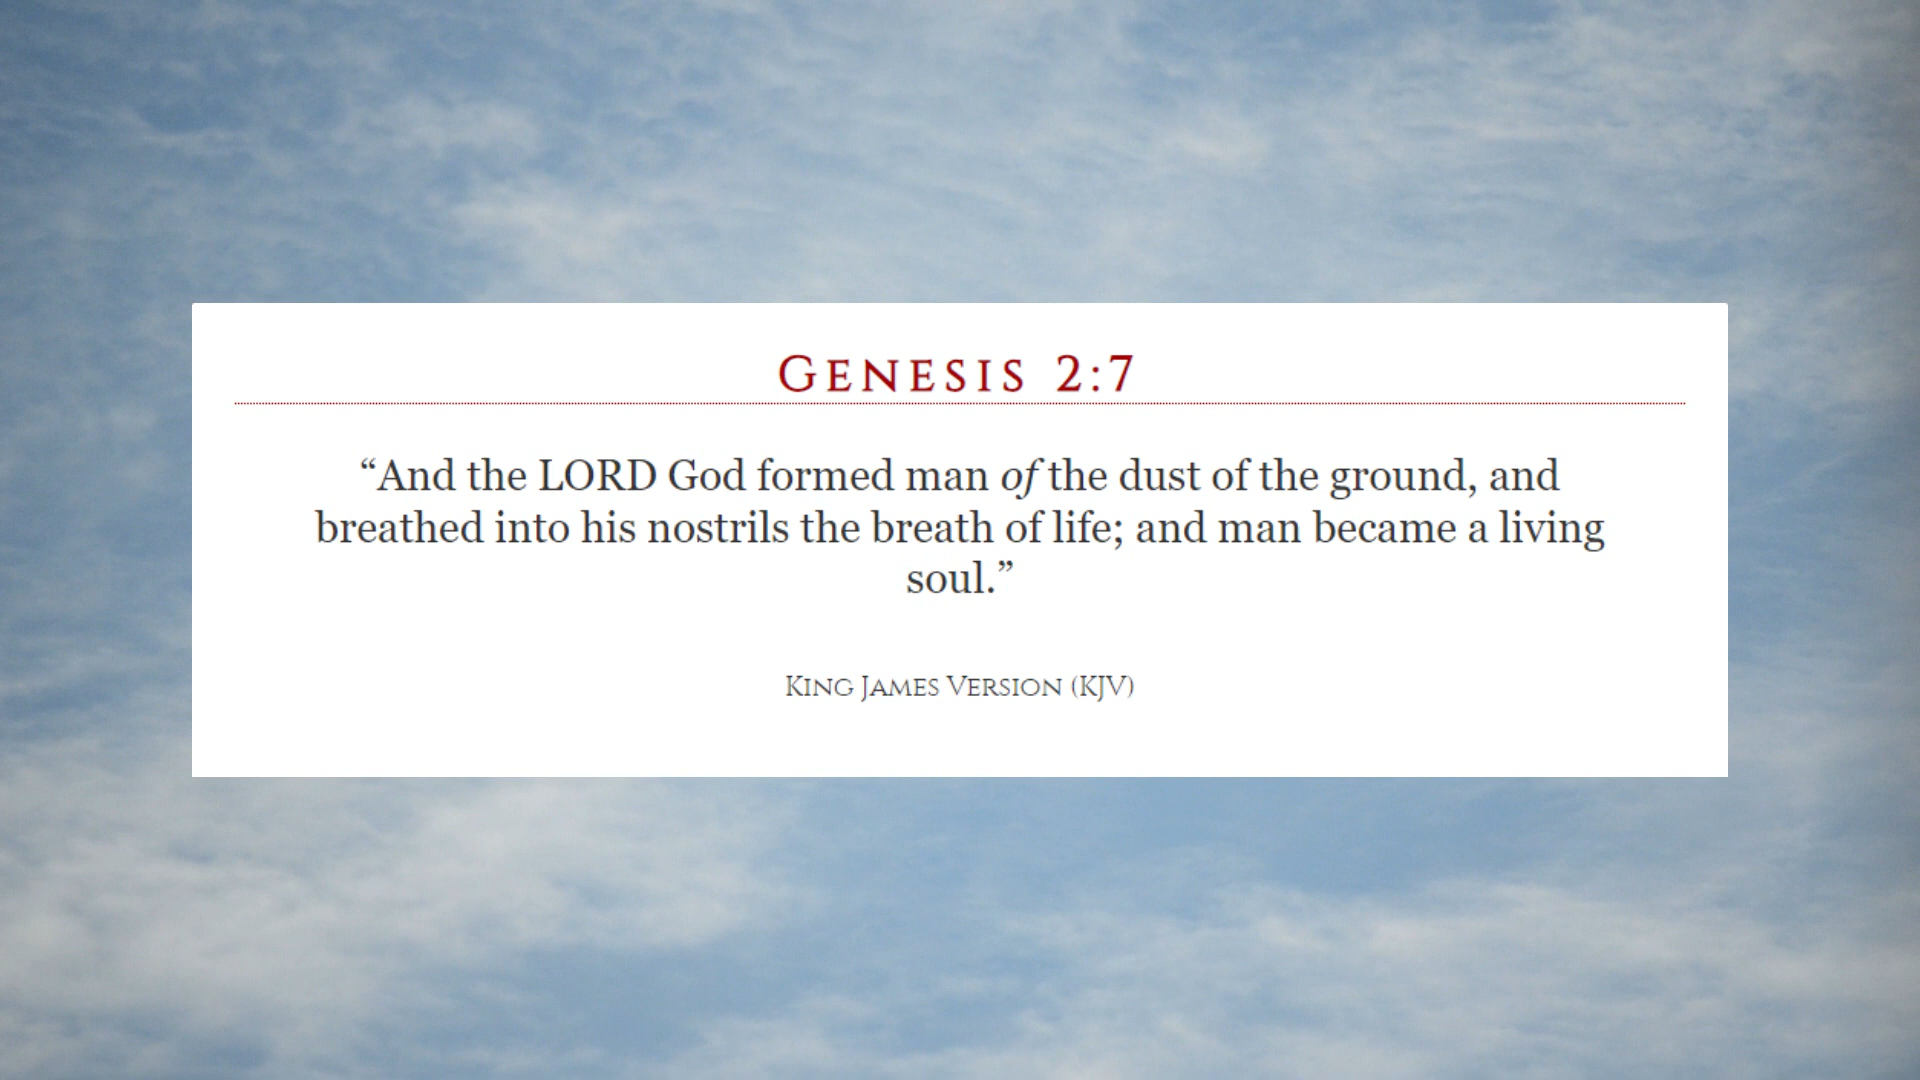 Genesis 2:7
“And the LORD God formed man of the dust of the ground, and
breathed into his nostrils the breath of life; and man became a living
soul.”
King James Version (KJV)